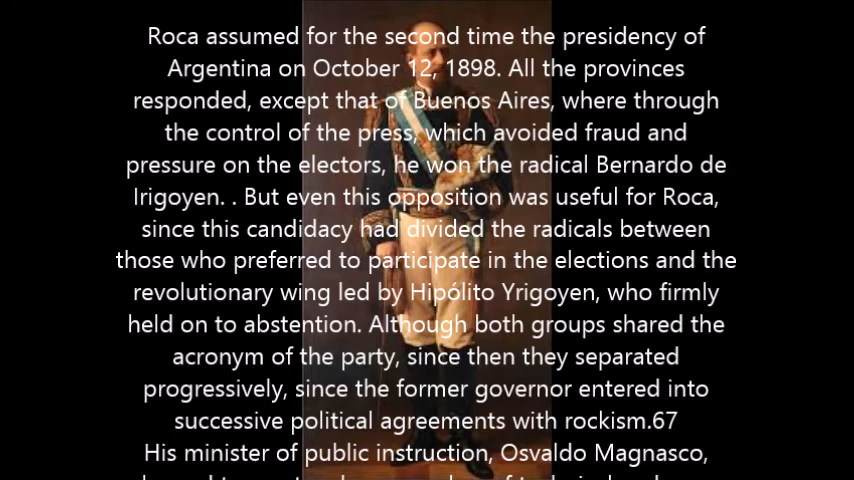 Roca assumed for the second time the presidency of
Argentina on October 12, 1898. All the provinces
responded, except that of Buenos Aires, where through
the control of the press, which avoided fraud and
pressure on the electors, he won the radical Bernardo de
Irigoyen. . But even this opposition was useful for Roca,
since this candidacy had divided the radicals between
those who preferred to participate in the elections and the
revolutionary wing led by Hipólito Yrigoyen, who firmly
held on to abstention. Although both groups shared the
acronym of the party, since then they separated
progressively, since the former governor entered into
successive political agreements with rockism.67
His minister of public instruction, Osvaldo Magnasco,